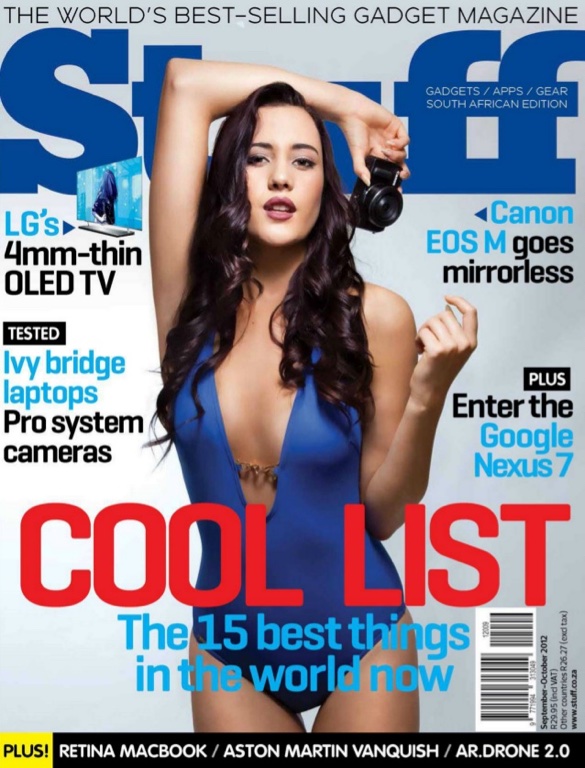 THE WORLD'S BEST-SELLING GADGET MAGAZINE
Stuff
GADGETS / APPS / GEAR
SOUTH AFRICAN EDITION
LG's
4mm-thin
OLED TV
Canon
EOS M goes
mirrorless
TESTED
Ivy bridge
laptops
Pro system
cameras
PLUS
Enter the
Google
Nexus 7
COOL LIST
The 15 best things
in the world now
12009
September-October 2012
R29.95 (incl VAT)
Other countries R26.27 (excl tax)
www.stuff.co.za
PLUS! RETINA MACBOOK / ASTON MARTIN VANQUISH / AR.DRONE 2.0